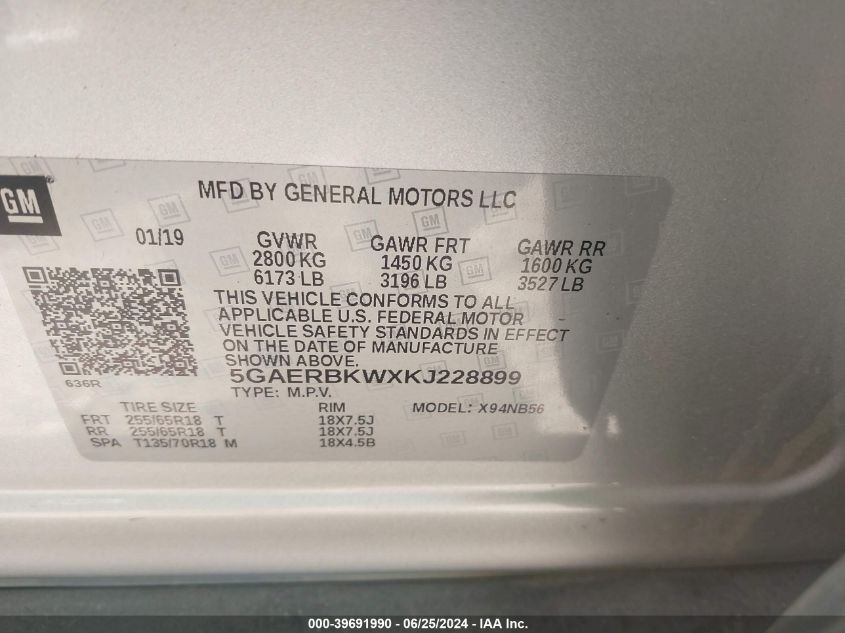 GM
®
MFD BY GENERAL MOTORS LLC
01/19 GVWR GAWR FRT GAWR RR
2800 KG 1450 KG 1600 KG
6173 LB 3196 LB 3527 LB
THIS VEHICLE CONFORMS TO ALL
APPLICABLE U.S. FEDERAL MOTOR -
VEHICLE SAFETY STANDARDS IN EFFECT
ON THE DATE OF MANUFACTURE
SHOWN ABOVE.
636R 5GAERBKWXKJ228899
TYPE: M.P.V.
TIRE SIZE RIM MODEL: X94NB56
FRT 255/65R18 T 18X7.5J
RR 255/65R18 T 18X7.5J
SPA T135/70R18 M 18X4.5B
000-39691990 / 06/25/2024 - IAA Inc.